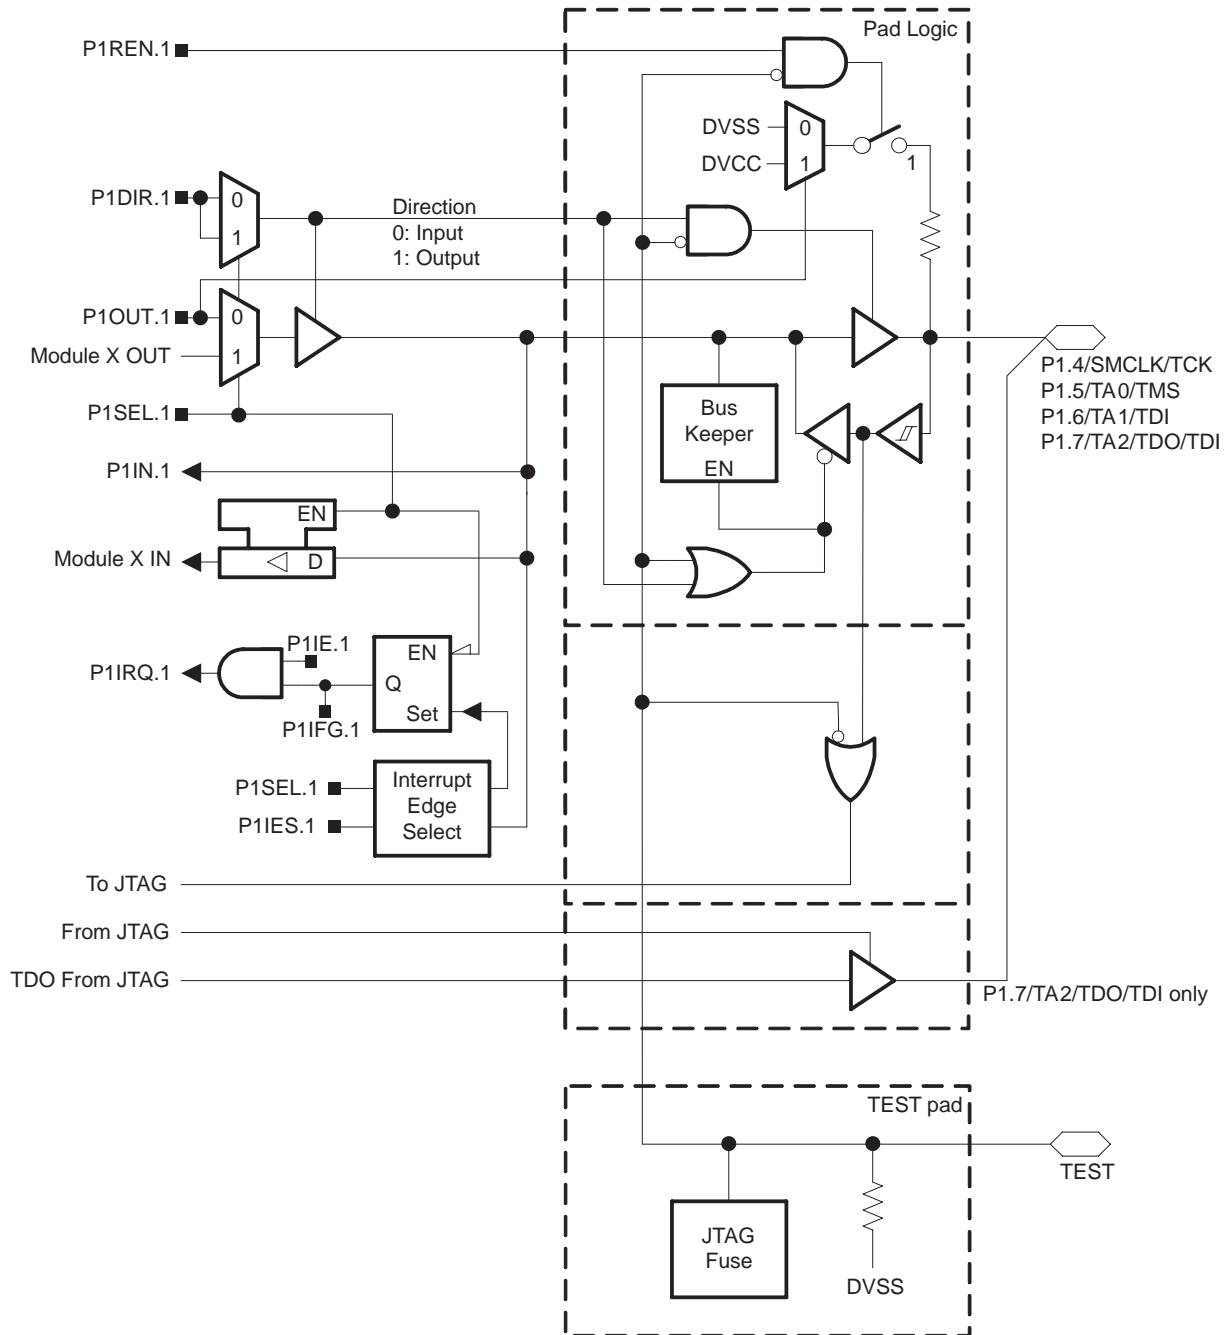 Pad Logic
P1REN.1
DVSS
0
DVCC
1
1
P1DIR.1
0
1
Direction
0: Input
1: Output
P1OUT.1
0
Module X OUT
1
P1SEL.1
P1.4/SMCLK/TCK
P1.5/TA0/TMS
P1.6/TA1/TDI
P1.7/TA2/TDO/TDI
Bus
Keeper
EN
P1IN.1
EN
Module X IN
D
P1IE.1
P1IRQ.1
EN
Q
Set
P1IFG.1
P1SEL.1
P1IES.1
Interrupt
Edge
Select
To JTAG
From JTAG
TDO From JTAG
P1.7/TA2/TDO/TDI only
TEST pad
TEST
JTAG
Fuse
DVSS